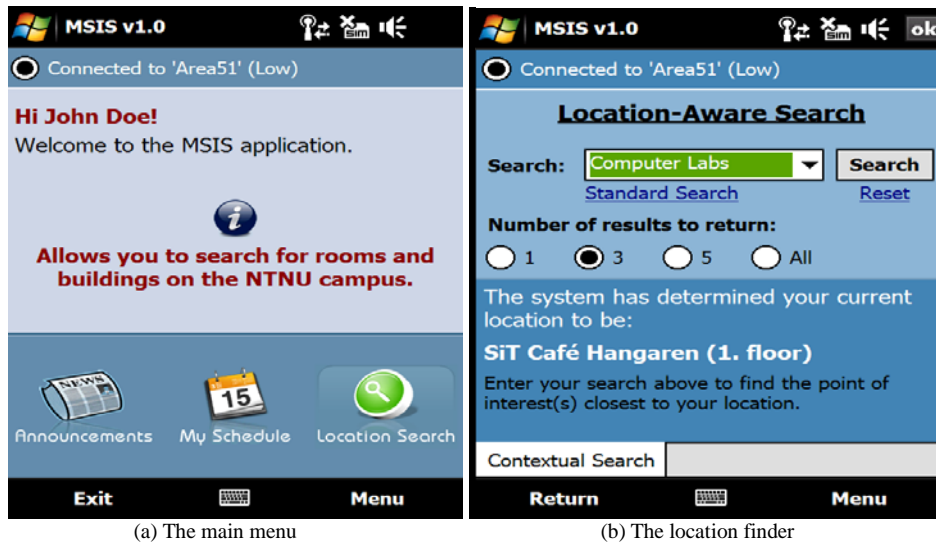 MSIS v1.0
Sim
Connected to 'Area51' (Low)
Hi John Doe!
Welcome to the MSIS application.
i
Allows you to search for rooms and
buildings on the NTNU campus.
NEWS
15
Announcements My Schedule Location Search
Exit Menu
(a) The main menu
MSIS v1.0 ok
Sim
Connected to 'Area51' (Low)
Location-Aware Search
Search: Computer Labs Search
Standard Search Reset
Number of results to return:
1 3 5 All
The system has determined your current
location to be:
SiT Café Hangaren (1. floor)
Enter your search above to find the point of
interest(s) closest to your location.
Contextual Search
Return Menu
(b) The location finder